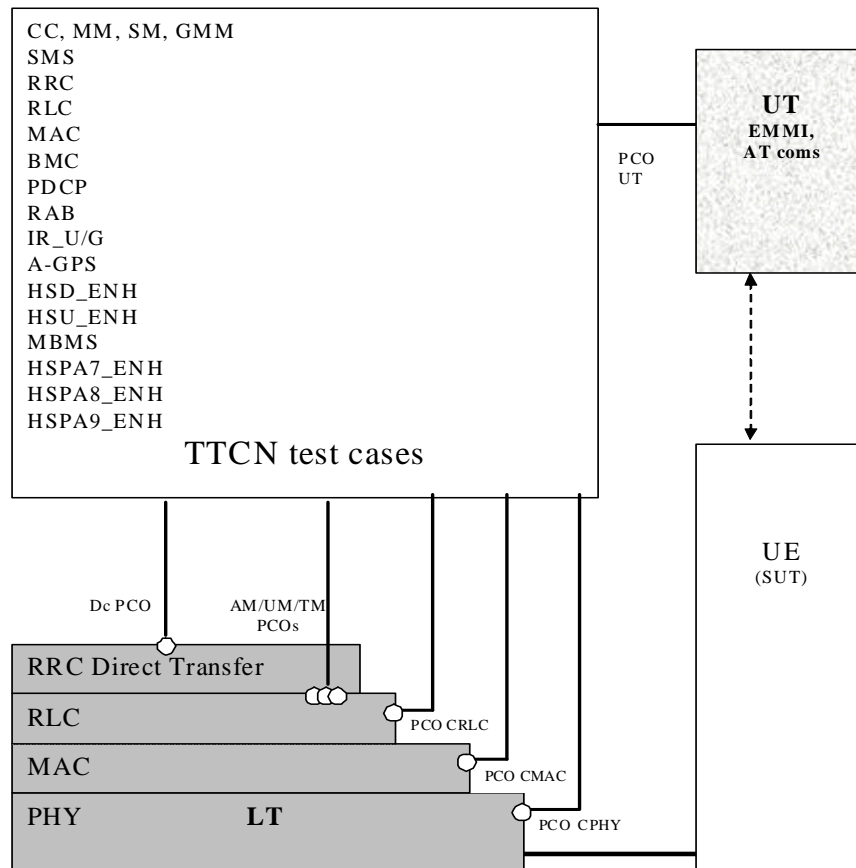 CC, MM, SM, GMM
SMS
RRC
RLC
MAC
BMC
PDCP
RAB
IR_U/G
A-GPS
HSD_ENH
HSU_ENH
MBMS
HSPA7_ENH
HSPA8_ENH
HSPA9_ENH
TTCN test cases
PCO
UT
UT
EMMI,
AT coms
UE
(SUT)
Dc PCO
AM/UM/TM
PCOs
RRC Direct Transfer
RLC
PCO CRLC
MAC
PCO CMAC
PHY
LT
PCO CPHY